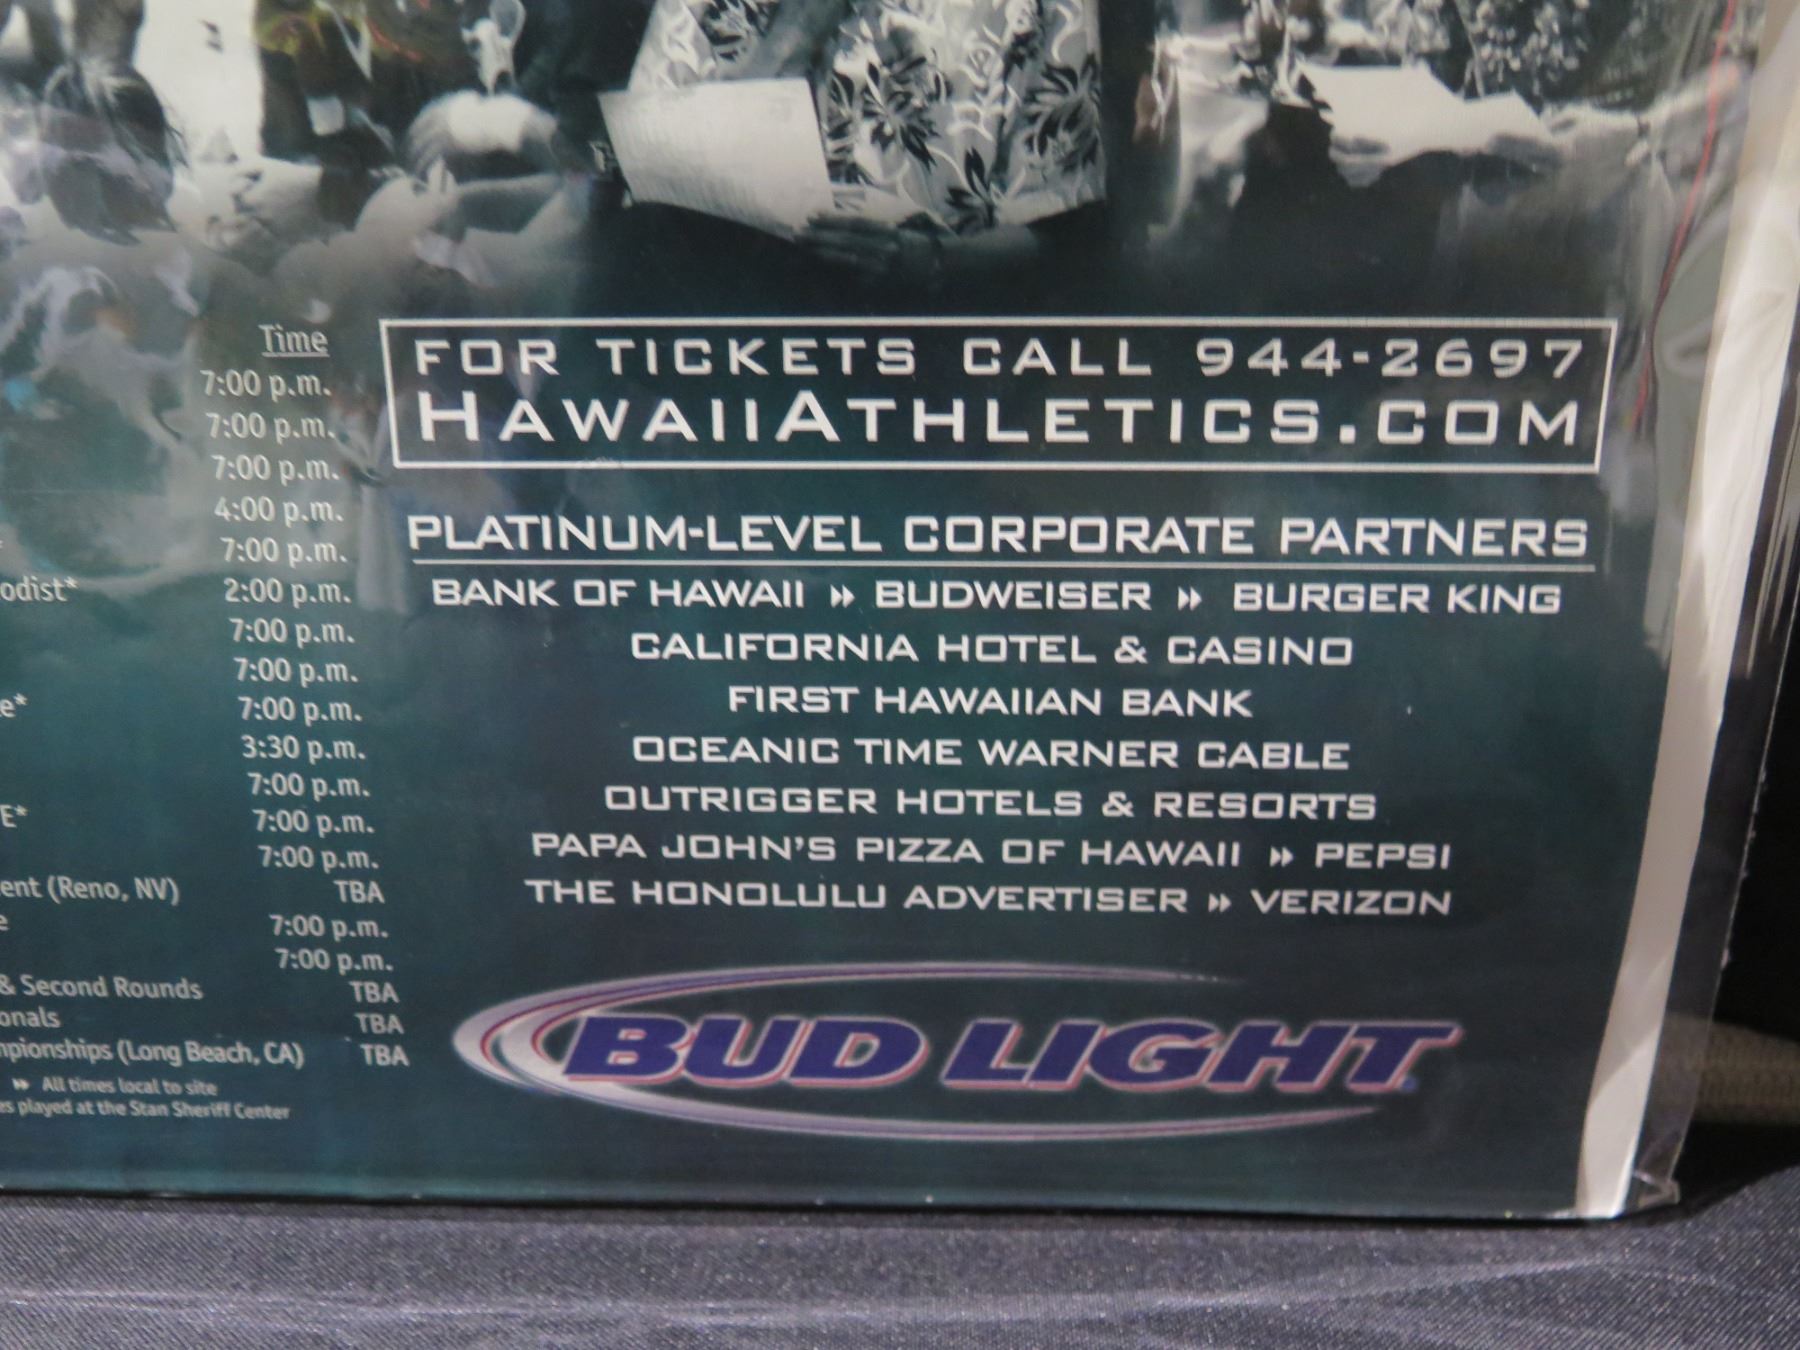 Time
7:00 p.m.
7:00 p.m.
7:00 p.m.
4:00 p.m.
* 7:00 p.m.
odist* 2:00 p.m.
7:00 p.m.
7:00 p.m.
e* 7:00 p.m.
3:30 p.m.
7:00 p.m.
E* 7:00 p.m.
7:00 p.m.
ent (Reno, NV) TBA
e 7:00 p.m.
7:00 p.m.
& Second Rounds TBA
onals TBA
mpionships (Long Beach, CA) TBA
» All times local to site
es played at the Stan Sheriff Center
FOR TICKETS CALL 944-2697
HAWAIIATHLETICS.COM
PLATINUM-LEVEL CORPORATE PARTNERS
BANK OF HAWAII » BUDWEISER » BURGER KING
CALIFORNIA HOTEL & CASINO
FIRST HAWAIIAN BANK
OCEANIC TIME WARNER CABLE
OUTRIGGER HOTELS & RESORTS
PAPA JOHN'S PIZZA OF HAWAII » PEPSI
THE HONOLULU ADVERTISER » VERIZON
BUD LIGHT